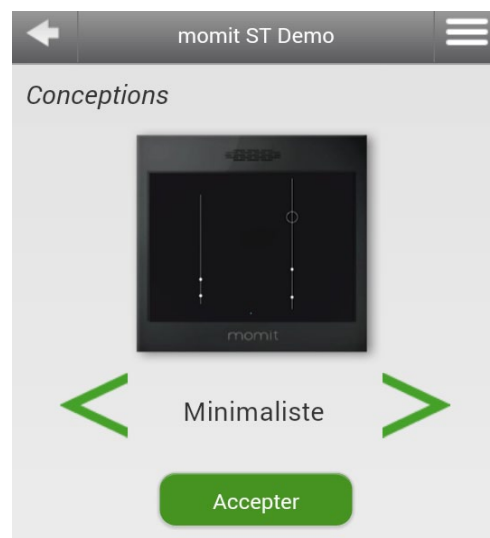 momit ST Demo
Conceptions
momit
Minimaliste
Accepter